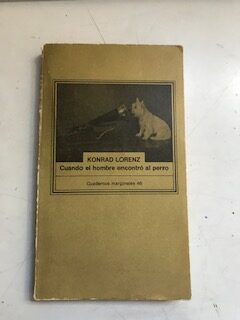 KONRAD LORENZ
Cuando el hombre encontró al perro
Cuadernos marginales 46